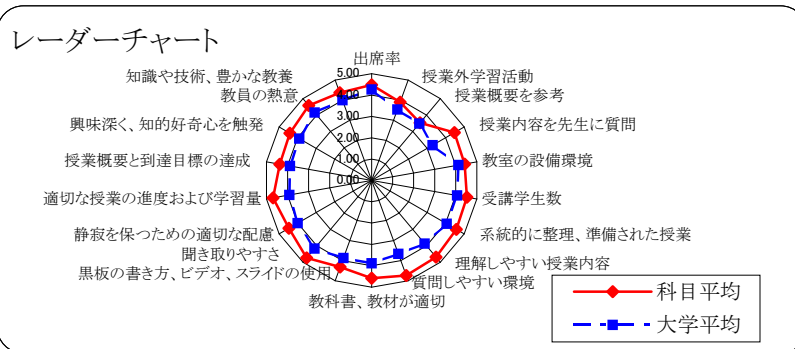 レーダーチャート
出席率
授業外学習活動
授業概要を参考
授業内容を先生に質問
教室の設備環境
受講学生数
系統的に整理、準備された授業
理解しやすい授業内容
質問しやすい環境
教科書、教材が適切
黒板の書き方、ビデオ、スライドの使用
聞き取りやすさ
静寂を保つための適切な配慮
適切な授業の進度および学習量
授業概要と到達目標の達成
興味深く、知的好奇心を触発
教員の熱意
知識や技術、豊かな教養
5.00
4.00
3.00
2.00
1.00
0.00
科目平均
大学平均